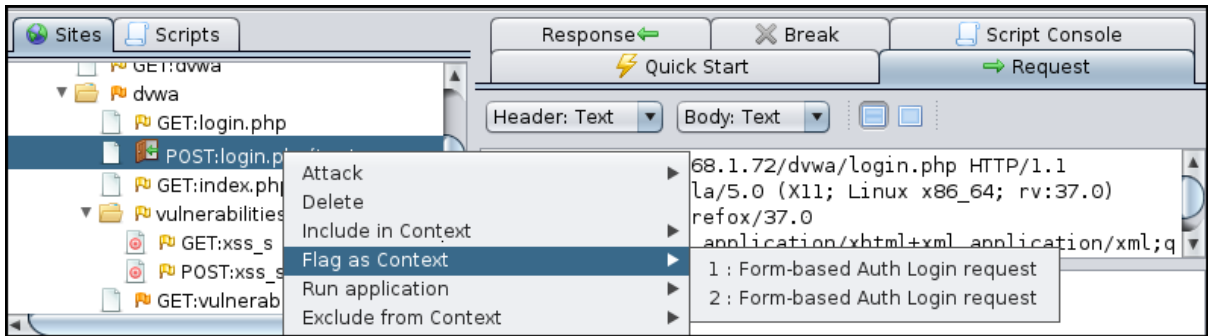 Sites Scripts
Response Break Script Console
Quick Start Request
GET:dvwa
dvwa
GET:login.php
POST:login.p
GET:index.ph
vulnerabilities
GET:xss_s
POST:xss_s
GET:vulnerab
Attack
Delete
Include in Context
Flag as Context
Run application
Exclude from Context
1 : Form-based Auth Login request
2 : Form-based Auth Login request
Header: Text Body: Text
68.1.72/dvwa/login.php HTTP/1.1
la/5.0 (X11; Linux x86_64; rv:37.0)
refox/37.0
application/xhtml+xml,application/xml;q